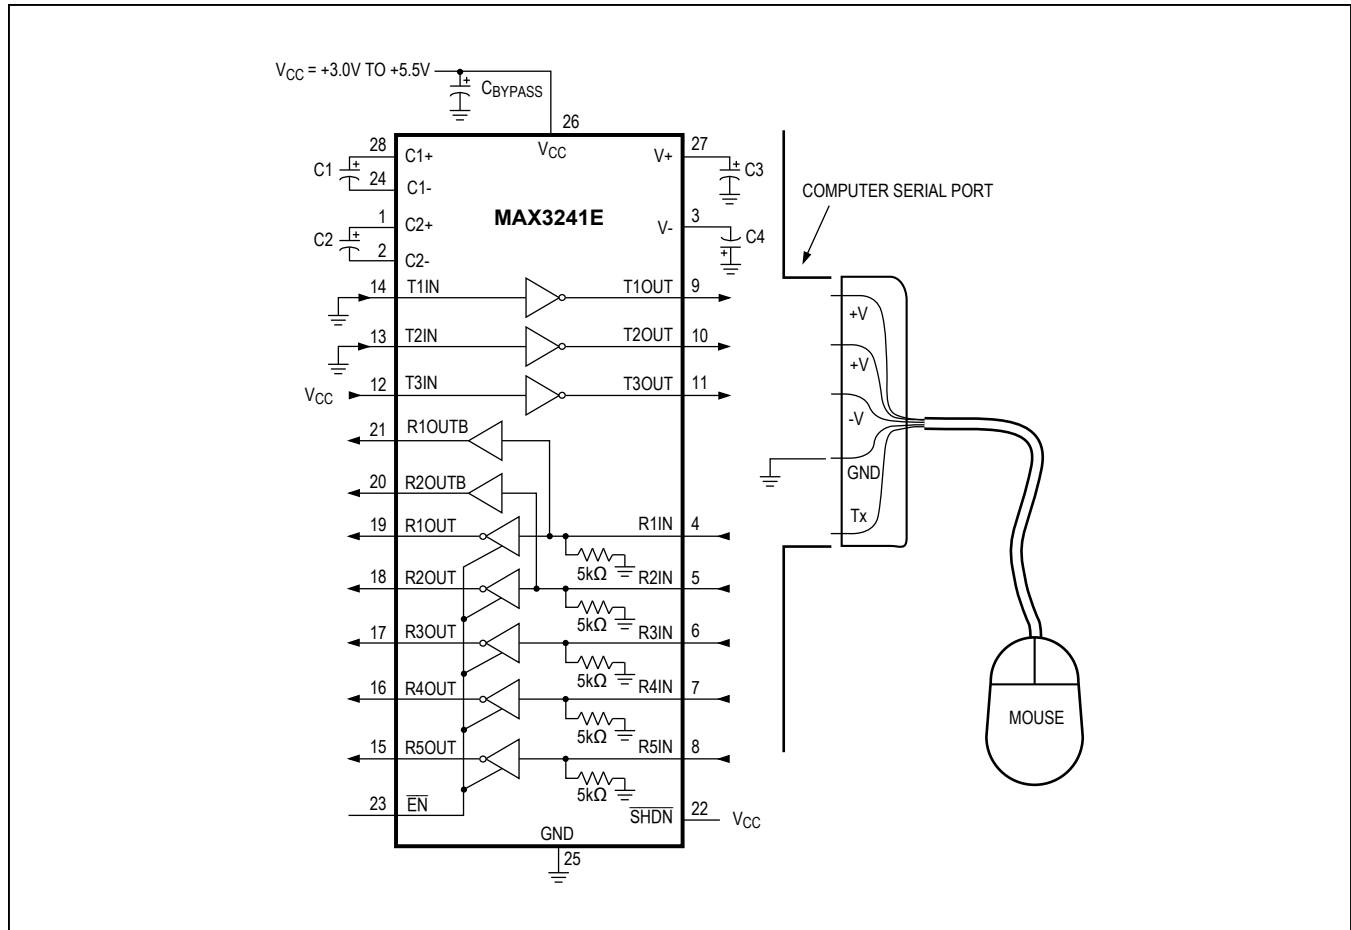 VCC = +3.0V TO +5.5V
CBYPASS
26
VCC
28
C1+
C1
24
C1-
1
C2+
C2
2
C2-
MAX3241E
27
V+
C3
3
V-
C4
COMPUTER SERIAL PORT
14 T1IN T1OUT 9
13 T2IN T2OUT 10
VCC 12 T3IN T3OUT 11
21 R1OUTB
20 R2OUTB
19 R1OUT R1IN 4
5kΩ
18 R2OUT R2IN 5
5kΩ
17 R3OUT R3IN 6
5kΩ
16 R4OUT R4IN 7
5kΩ
15 R5OUT R5IN 8
5kΩ
23 EN
SHDN 22 VCC
GND
25
+V
+V
-V
GND
Tx
MOUSE